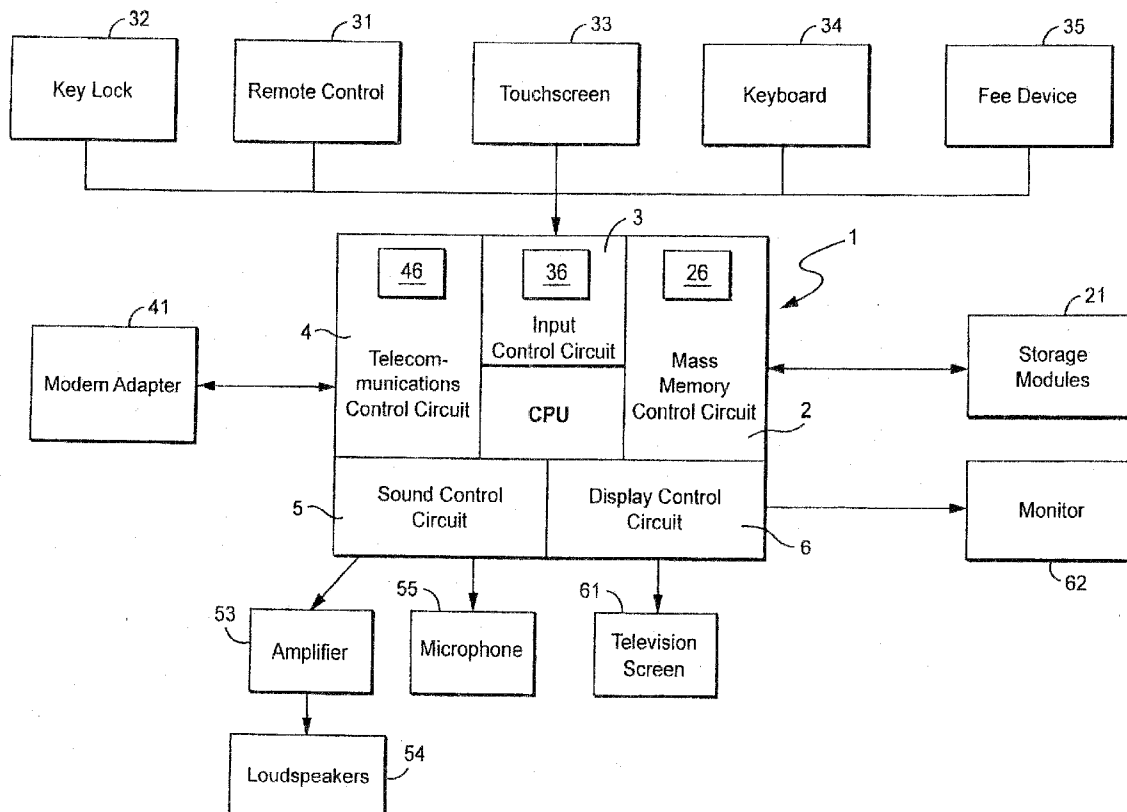 32
31
33
34
35
Key Lock
Remote Control
Touchscreen
Keyboard
Fee Device
3
1
46
36
26
41
4
21
Input
Control Circuit
Telecom-
munications
Control Circuit
Mass
Memory
Control Circuit
Modem Adapter
Storage
Modules
CPU
2
Sound Control
Circuit
Display Control
Circuit
5
6
Monitor
62
53
55
61
Amplifier
Microphone
Television
Screen
Loudspeakers
54